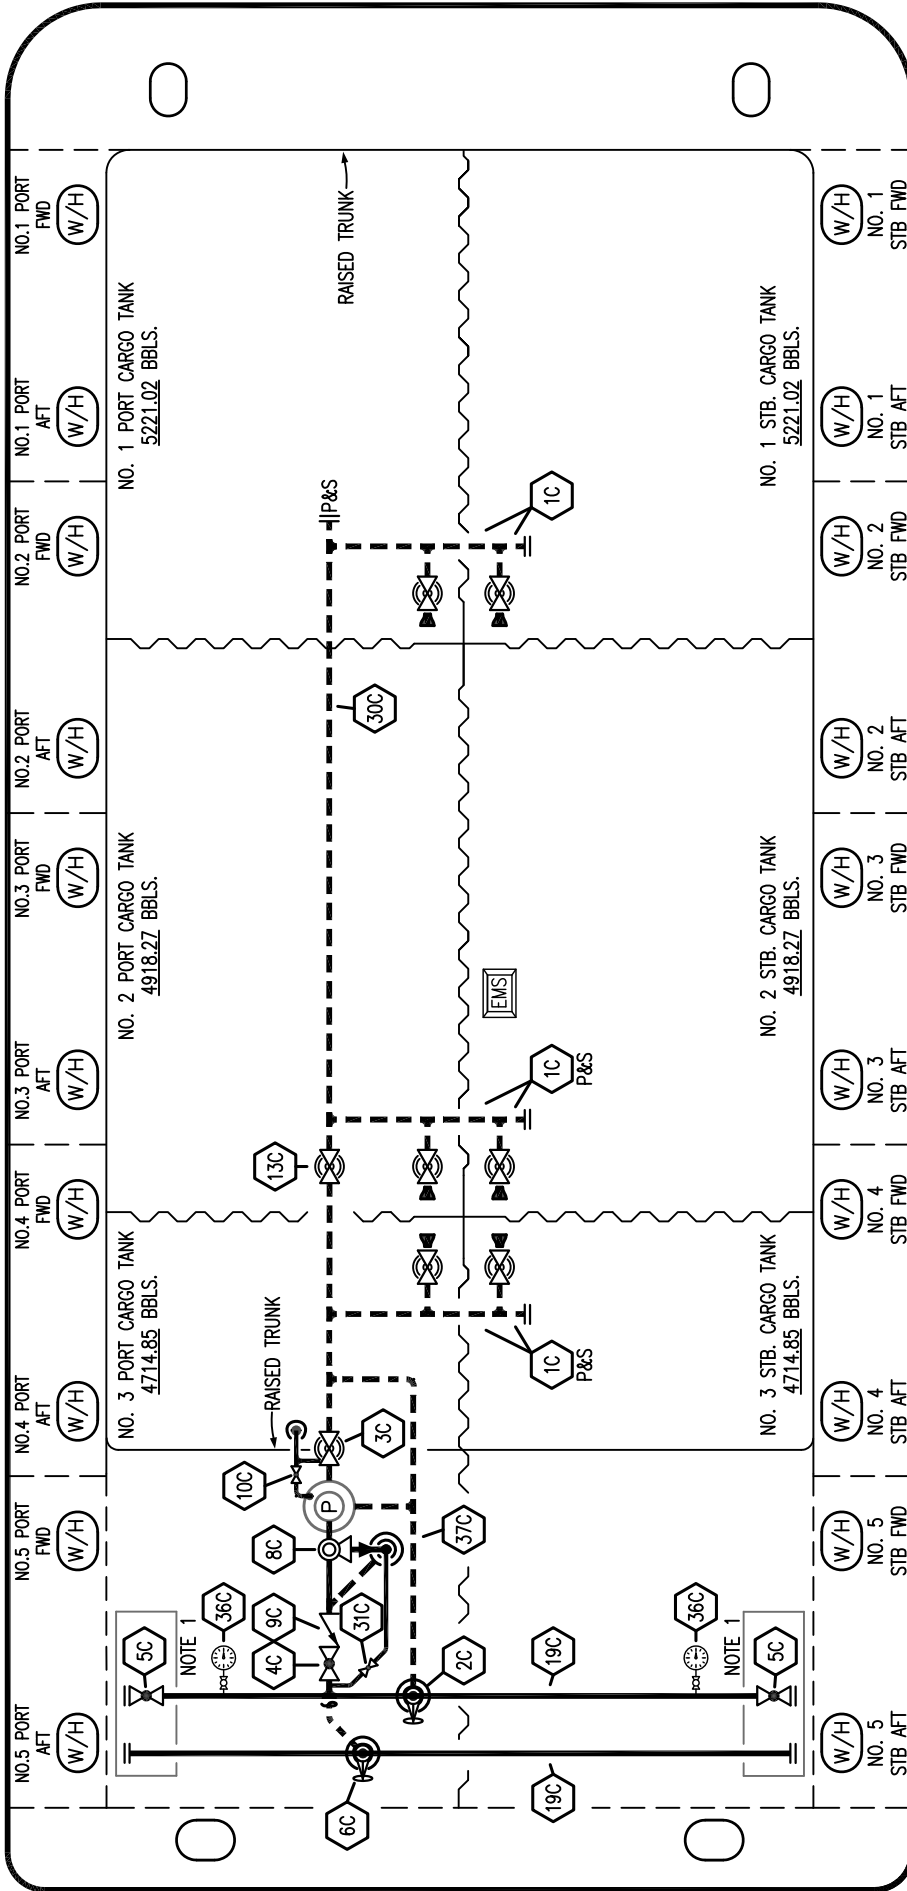 NO.1 PORT
FWD
W/H
NO.1 PORT
AFT
W/H
NO.2 PORT
FWD
W/H
NO.2 PORT
AFT
W/H
NO.3 PORT
FWD
W/H
NO.3 PORT
AFT
W/H
NO.4 PORT
FWD
W/H
NO.4 PORT
AFT
W/H
NO.5 PORT
FWD
W/H
NO.5 PORT
AFT
W/H
NO. 1 PORT CARGO TANK
5221.02 BBLS.
NO. 2 PORT CARGO TANK
4918.27 BBLS.
NO. 3 PORT CARGO TANK
4714.85 BBLS.
RAISED TRUNK
RAISED TRUNK
P&S
30C
1C
13C
EMS
1C
P&S
1C
P&S
3C
10C
P
8C
37C
9C
31C
4C
36C
5C
NOTE 1
2C
19C
6C
19C
36C
NOTE 1
5C
NO. 1 STB. CARGO TANK
5221.02 BBLS.
NO. 2 STB. CARGO TANK
4918.27 BBLS.
NO. 3 STB. CARGO TANK
4714.85 BBLS.
W/H
NO. 1
STB FWD
W/H
NO. 1
STB AFT
W/H
NO. 2
STB FWD
W/H
NO. 2
STB AFT
W/H
NO. 3
STB FWD
W/H
NO. 3
STB AFT
W/H
NO. 4
STB FWD
W/H
NO. 4
STB AFT
W/H
NO. 5
STB FWD
W/H
NO. 5
STB AFT